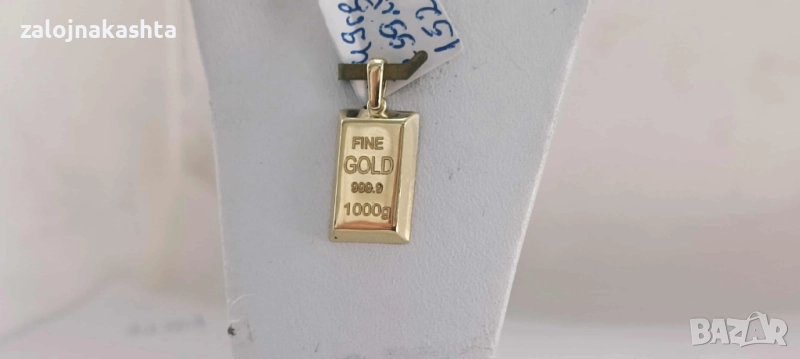 zalojnakashta
FINE
GOLD
999.9
1000g
BAZAR